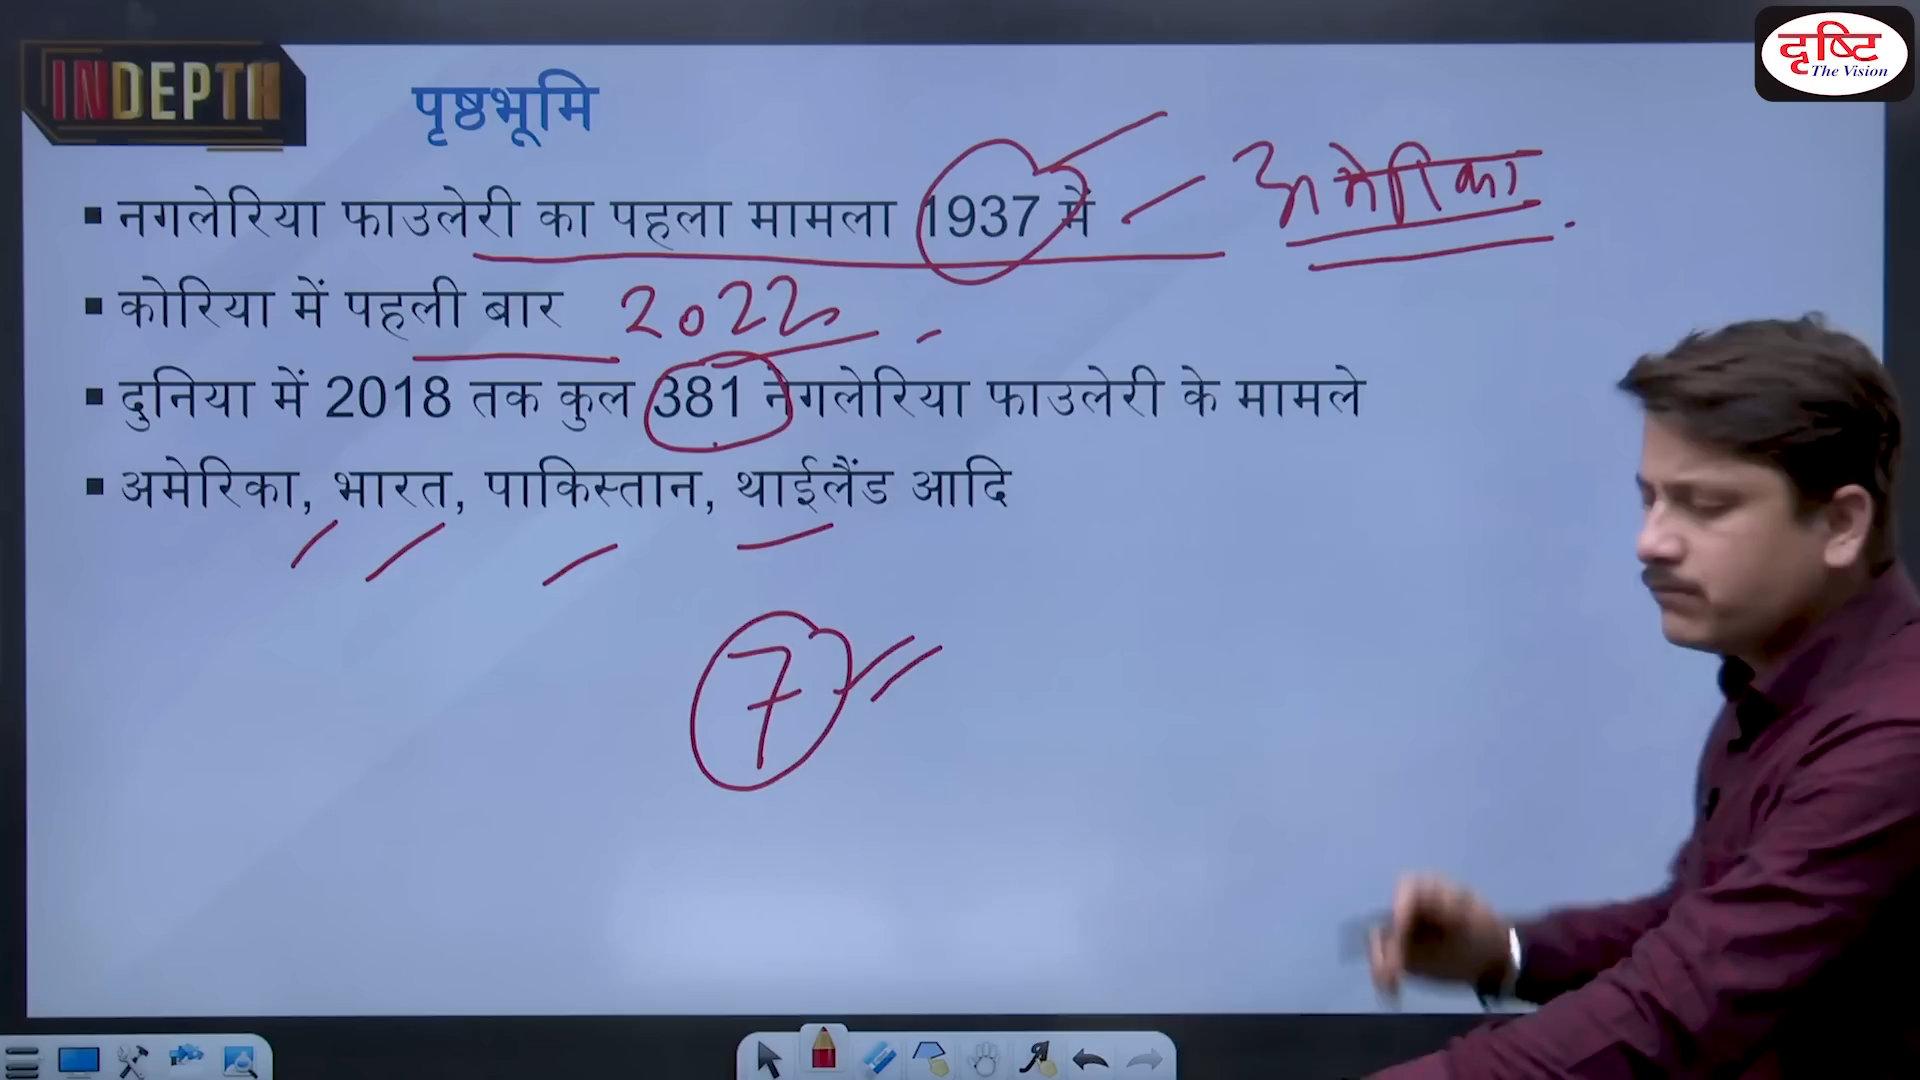 INDEPTH
दृष्टि
The Vision
पृष्ठभूमि
▪ नगलेरिया फाउलेरी का पहला मामला 1937 में - अमेरिका
▪ कोरिया में पहली बार 2022
▪ दुनिया में 2018 तक कुल 381 नेगलेरिया फाउलेरी के मामले
▪ अमेरिका, भारत, पाकिस्तान, थाईलैंड आदि
7